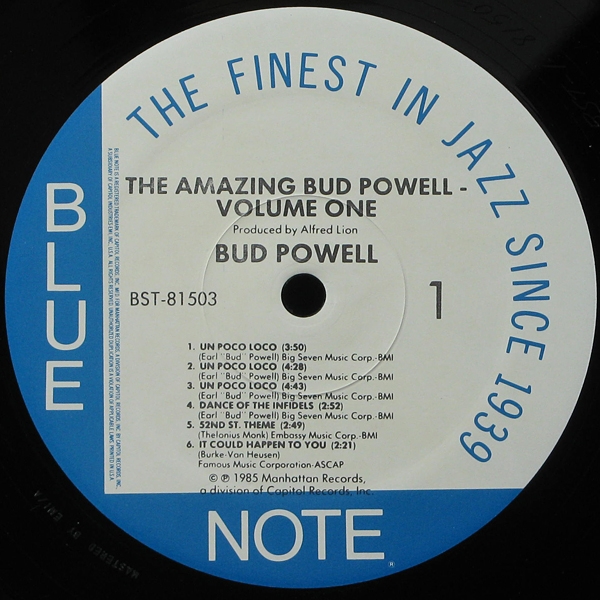 THE FINEST IN JAZZ SINCE 1939
BLUE
THE AMAZING BUD POWELL -
VOLUME ONE
Produced by Alfred Lion
BUD POWELL
BST-81503
1
1. UN POCO LOCO (3:50)
(Earl "Bud" Powell) Big Seven Music Corp.-BMI
2. UN POCO LOCO (4:28)
(Earl "Bud" Powell) Big Seven Music Corp.-BMI
3. UN POCO LOCO (4:43)
(Earl "Bud" Powell) Big Seven Music Corp.-BMI
4. DANCE OF THE INFIDELS (2:52)
(Earl "Bud" Powell) Big Seven Music Corp.-BMI
5. 52ND ST. THEME (2:49)
(Thelonius Monk) Embassy Music Corp.-BMI
6. IT COULD HAPPEN TO YOU (2:21)
(Burke-Van Heusen)
Famous Music Corporation-ASCAP
© ℗ 1985 Manhattan Records,
a division of Capitol Records, Inc.
NOTE
®
MASTERED BY EMI/A